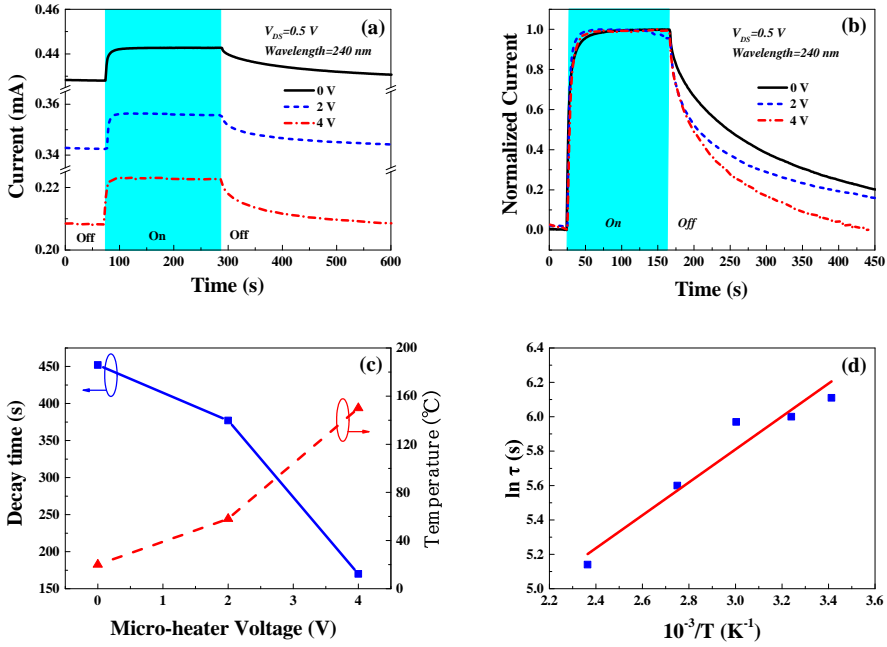 (a)
V_DS=0.5 V
Wavelength=240 nm
0 V
2 V
4 V
Off
On
Off
0.46
0.44
0.36
0.34
0.22
0.20
0
100
200
300
400
500
600
Current (mA)
Time (s)
(b)
V_DS=0.5 V
Wavelength=240 nm
0 V
2 V
4 V
On
Off
1.0
0.8
0.6
0.4
0.2
0.0
0
50
100
150
200
250
300
350
400
450
Normalized Current
Time (s)
(c)
450
400
350
300
250
200
150
200
160
120
80
40
0
0
1
2
3
4
Decay time (s)
Temperature (℃)
Micro-heater Voltage (V)
(d)
6.4
6.2
6.0
5.8
5.6
5.4
5.2
5.0
2.2
2.4
2.6
2.8
3.0
3.2
3.4
3.6
ln τ (s)
10⁻³/T (K⁻¹)